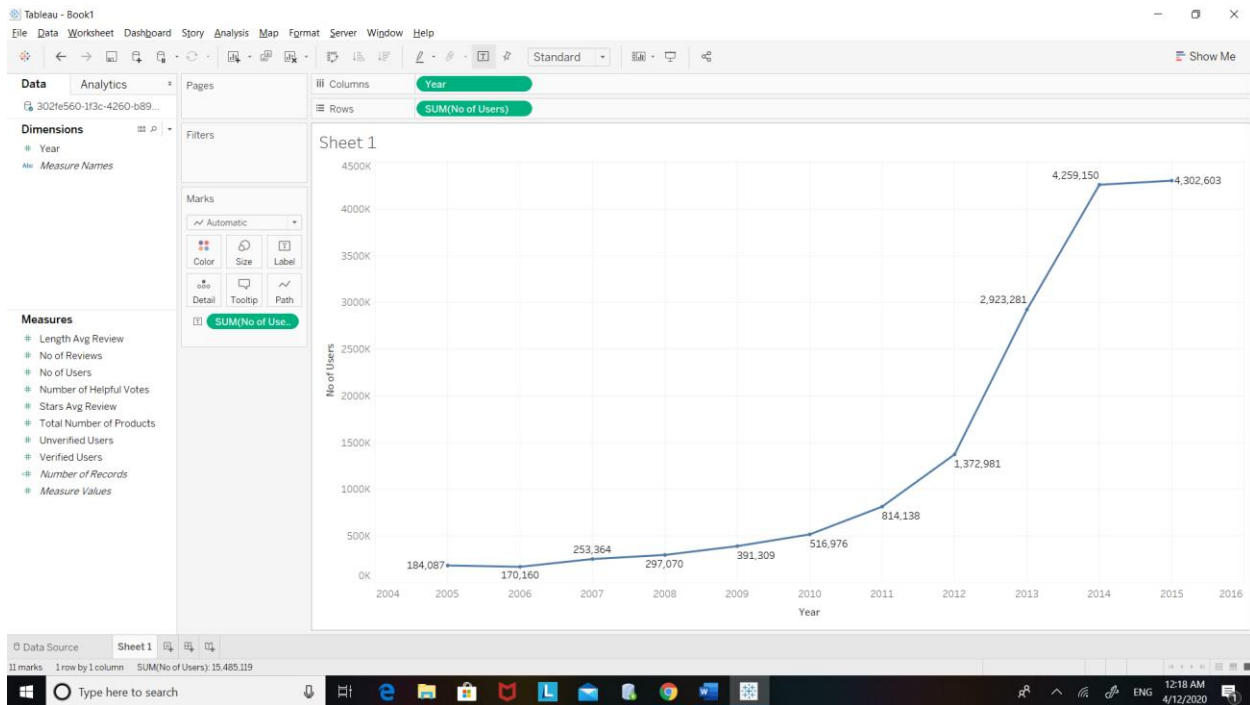 Tableau - Book1
File Data Worksheet Dashboard Story Analysis Map Format Server Window Help
Standard
Show Me
Data Analytics
302fe560-1f3c-4260-b89...
Dimensions
Year
Abc Measure Names
Measures
Length Avg Review
No of Reviews
No of Users
Number of Helpful Votes
Stars Avg Review
Total Number of Products
Unverified Users
Verified Users
Number of Records
Measure Values
Pages
Filters
Marks
Automatic
Color Size Label
Detail Tooltip Path
SUM(No of Use..
Columns Year
Rows SUM(No of Users)
Sheet 1
No of Users
4500K
4000K
3500K
3000K
2500K
2000K
1500K
1000K
500K
0K
184,087
170,160
253,364
297,070
391,309
516,976
814,138
1,372,981
2,923,281
4,259,150
4,302,603
2004 2005 2006 2007 2008 2009 2010 2011 2012 2013 2014 2015 2016
Year
Data Source Sheet 1
11 marks 1 row by 1 column SUM(No of Users): 15,485,119
Type here to search
ENG
12:18 AM
4/12/2020